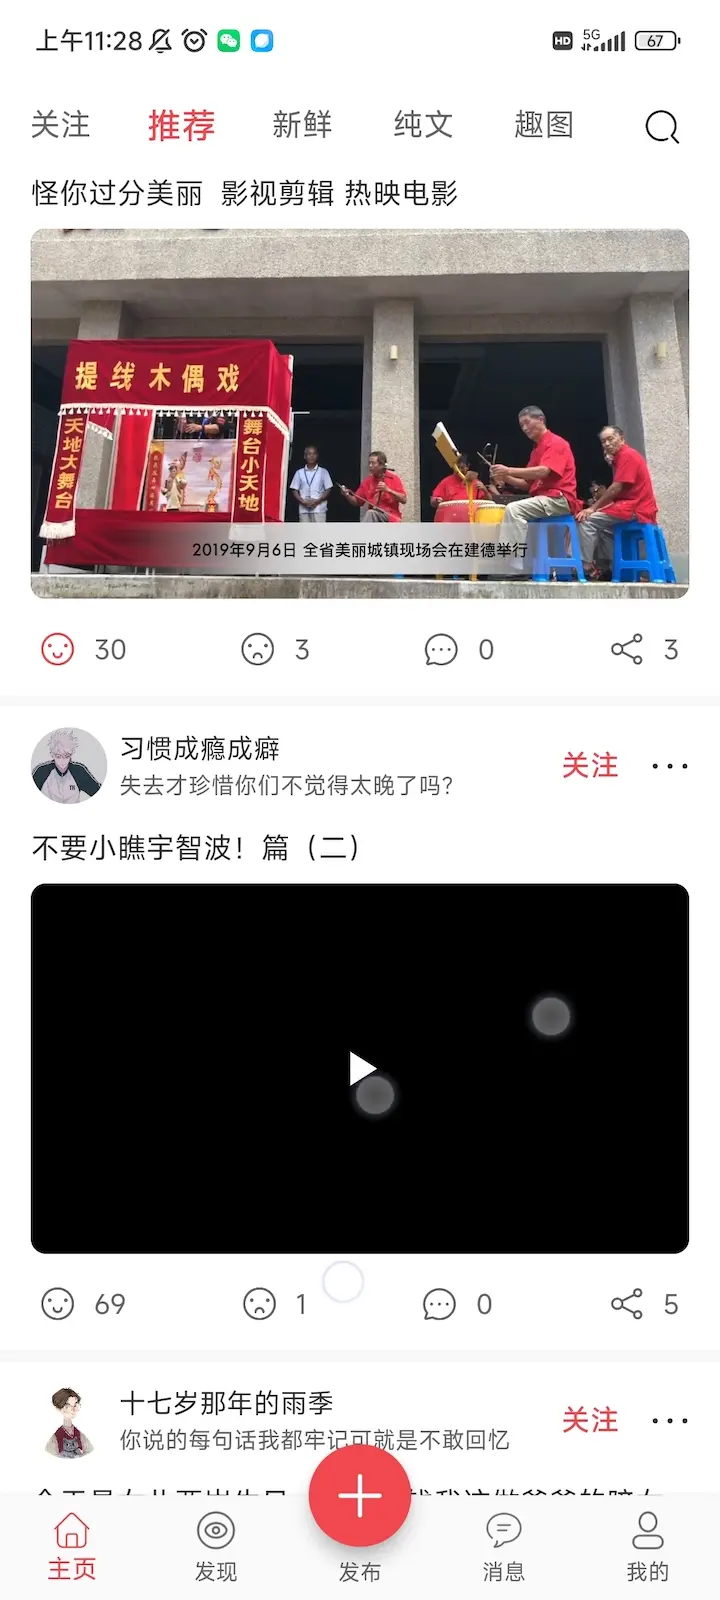 上午11:28
HD 5G 67
关注 推荐 新鲜 纯文 趣图
怪你过分美丽 影视剪辑 热映电影
提线木偶戏
天地大舞台
舞台小天地
2019年9月6日 全省美丽城镇现场会在建德举行
30 3 0 3
习惯成瘾成癖
失去才珍惜你们不觉得太晚了吗?
关注
不要小瞧宇智波！篇（二）
69 1 0 5
十七岁那年的雨季
你说的每句话我都牢记可就是不敢回忆
关注
主页 发现 发布 消息 我的